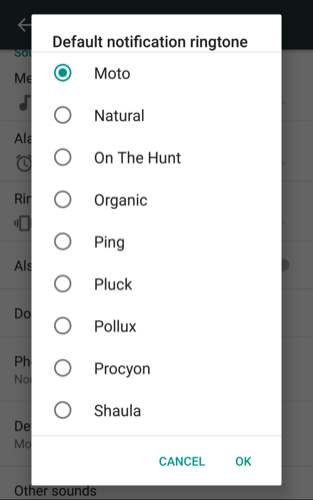 Default notification ringtone
Moto
Natural
On The Hunt
Organic
Ping
Pluck
Pollux
Procyon
Shaula
CANCEL OK
Other sounds